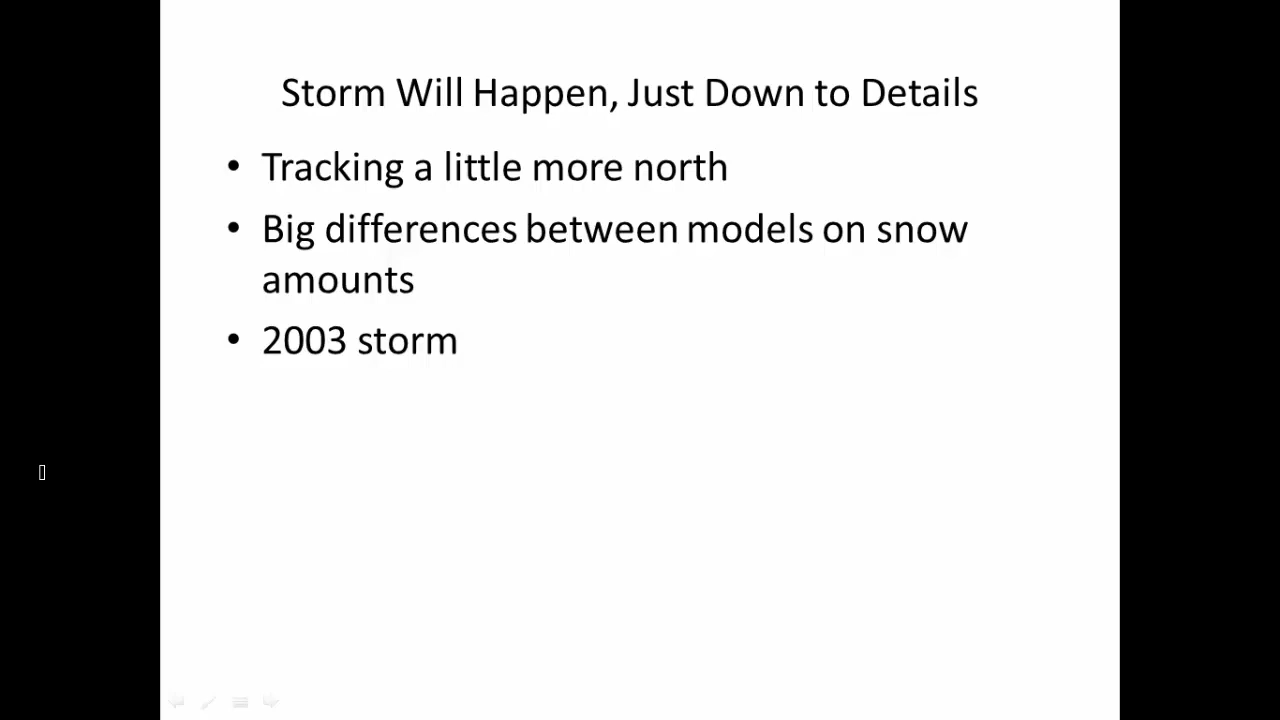 Storm Will Happen, Just Down to Details
• Tracking a little more north
• Big differences between models on snow
amounts
• 2003 storm